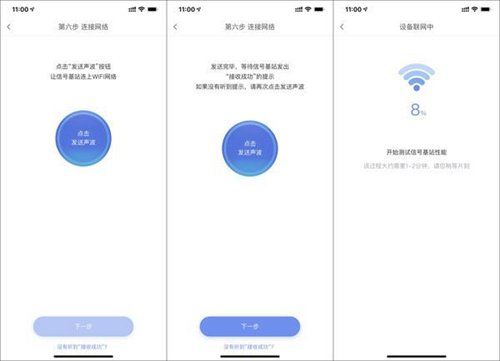 11:00
第六步 连接网络
点击“发送声波”按钮
让信号基站连上WiFi网络
点击
发送声波
下一步
没有听到“接收成功”?
11:00
第六步 连接网络
发送完毕，等待信号基站发出
“接收成功”的提示
如果没有听到提示，请再次点击发送声波
点击
发送声波
下一步
没有听到“接收成功”?
11:00
设备联网中
8%
开始测试信号基站性能
该过程大约需要1~2分钟，请您稍等片刻